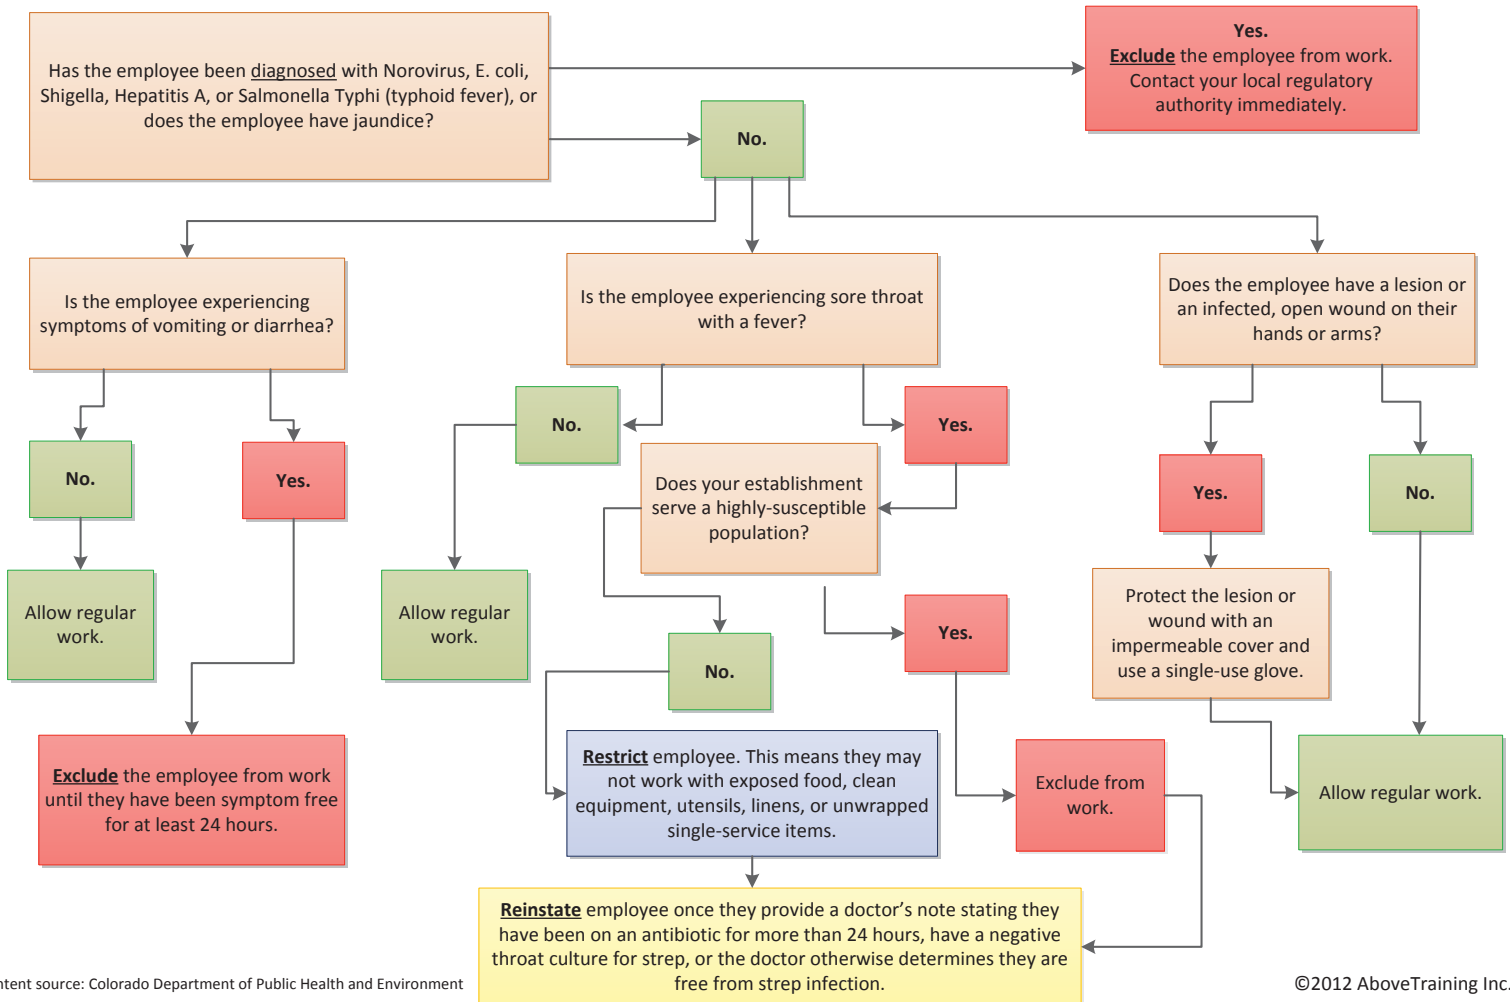 Has the employee been diagnosed with Norovirus, E. coli,
Shigella, Hepatitis A, or Salmonella Typhi (typhoid fever), or
does the employee have jaundice?
Yes.
Exclude the employee from work.
Contact your local regulatory
authority immediately.
No.
Is the employee experiencing
symptoms of vomiting or diarrhea?
Is the employee experiencing sore throat
with a fever?
Does the employee have a lesion or
an infected, open wound on their
hands or arms?
No.
Yes.
No.
Yes.
Yes.
No.
Does your establishment
serve a highly-susceptible
population?
Allow regular
work.
Allow regular
work.
No.
Yes.
Protect the lesion or
wound with an
impermeable cover and
use a single-use glove.
Exclude the employee from work
until they have been symptom free
for at least 24 hours.
Restrict employee. This means they may
not work with exposed food, clean
equipment, utensils, linens, or unwrapped
single-service items.
Exclude from
work.
Allow regular work.
Reinstate employee once they provide a doctor’s note stating they
have been on an antibiotic for more than 24 hours, have a negative
throat culture for strep, or the doctor otherwise determines they are
free from strep infection.
ntent source: Colorado Department of Public Health and Environment
©2012 AboveTraining Inc.